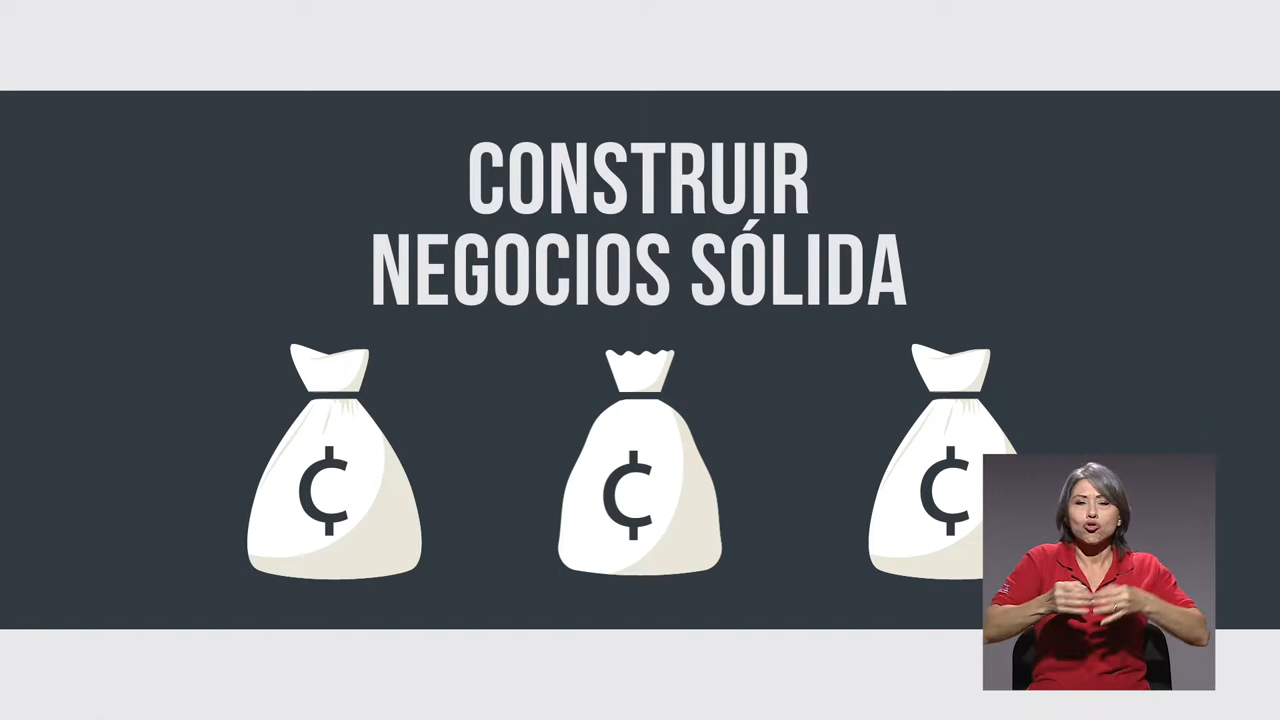 CONSTRUIR
NEGOCIOS SÓLIDA
₵ ₵ ₵